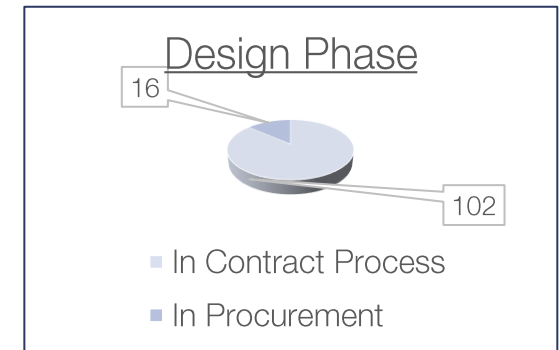 Design Phase
16
102
In Contract Process
In Procurement